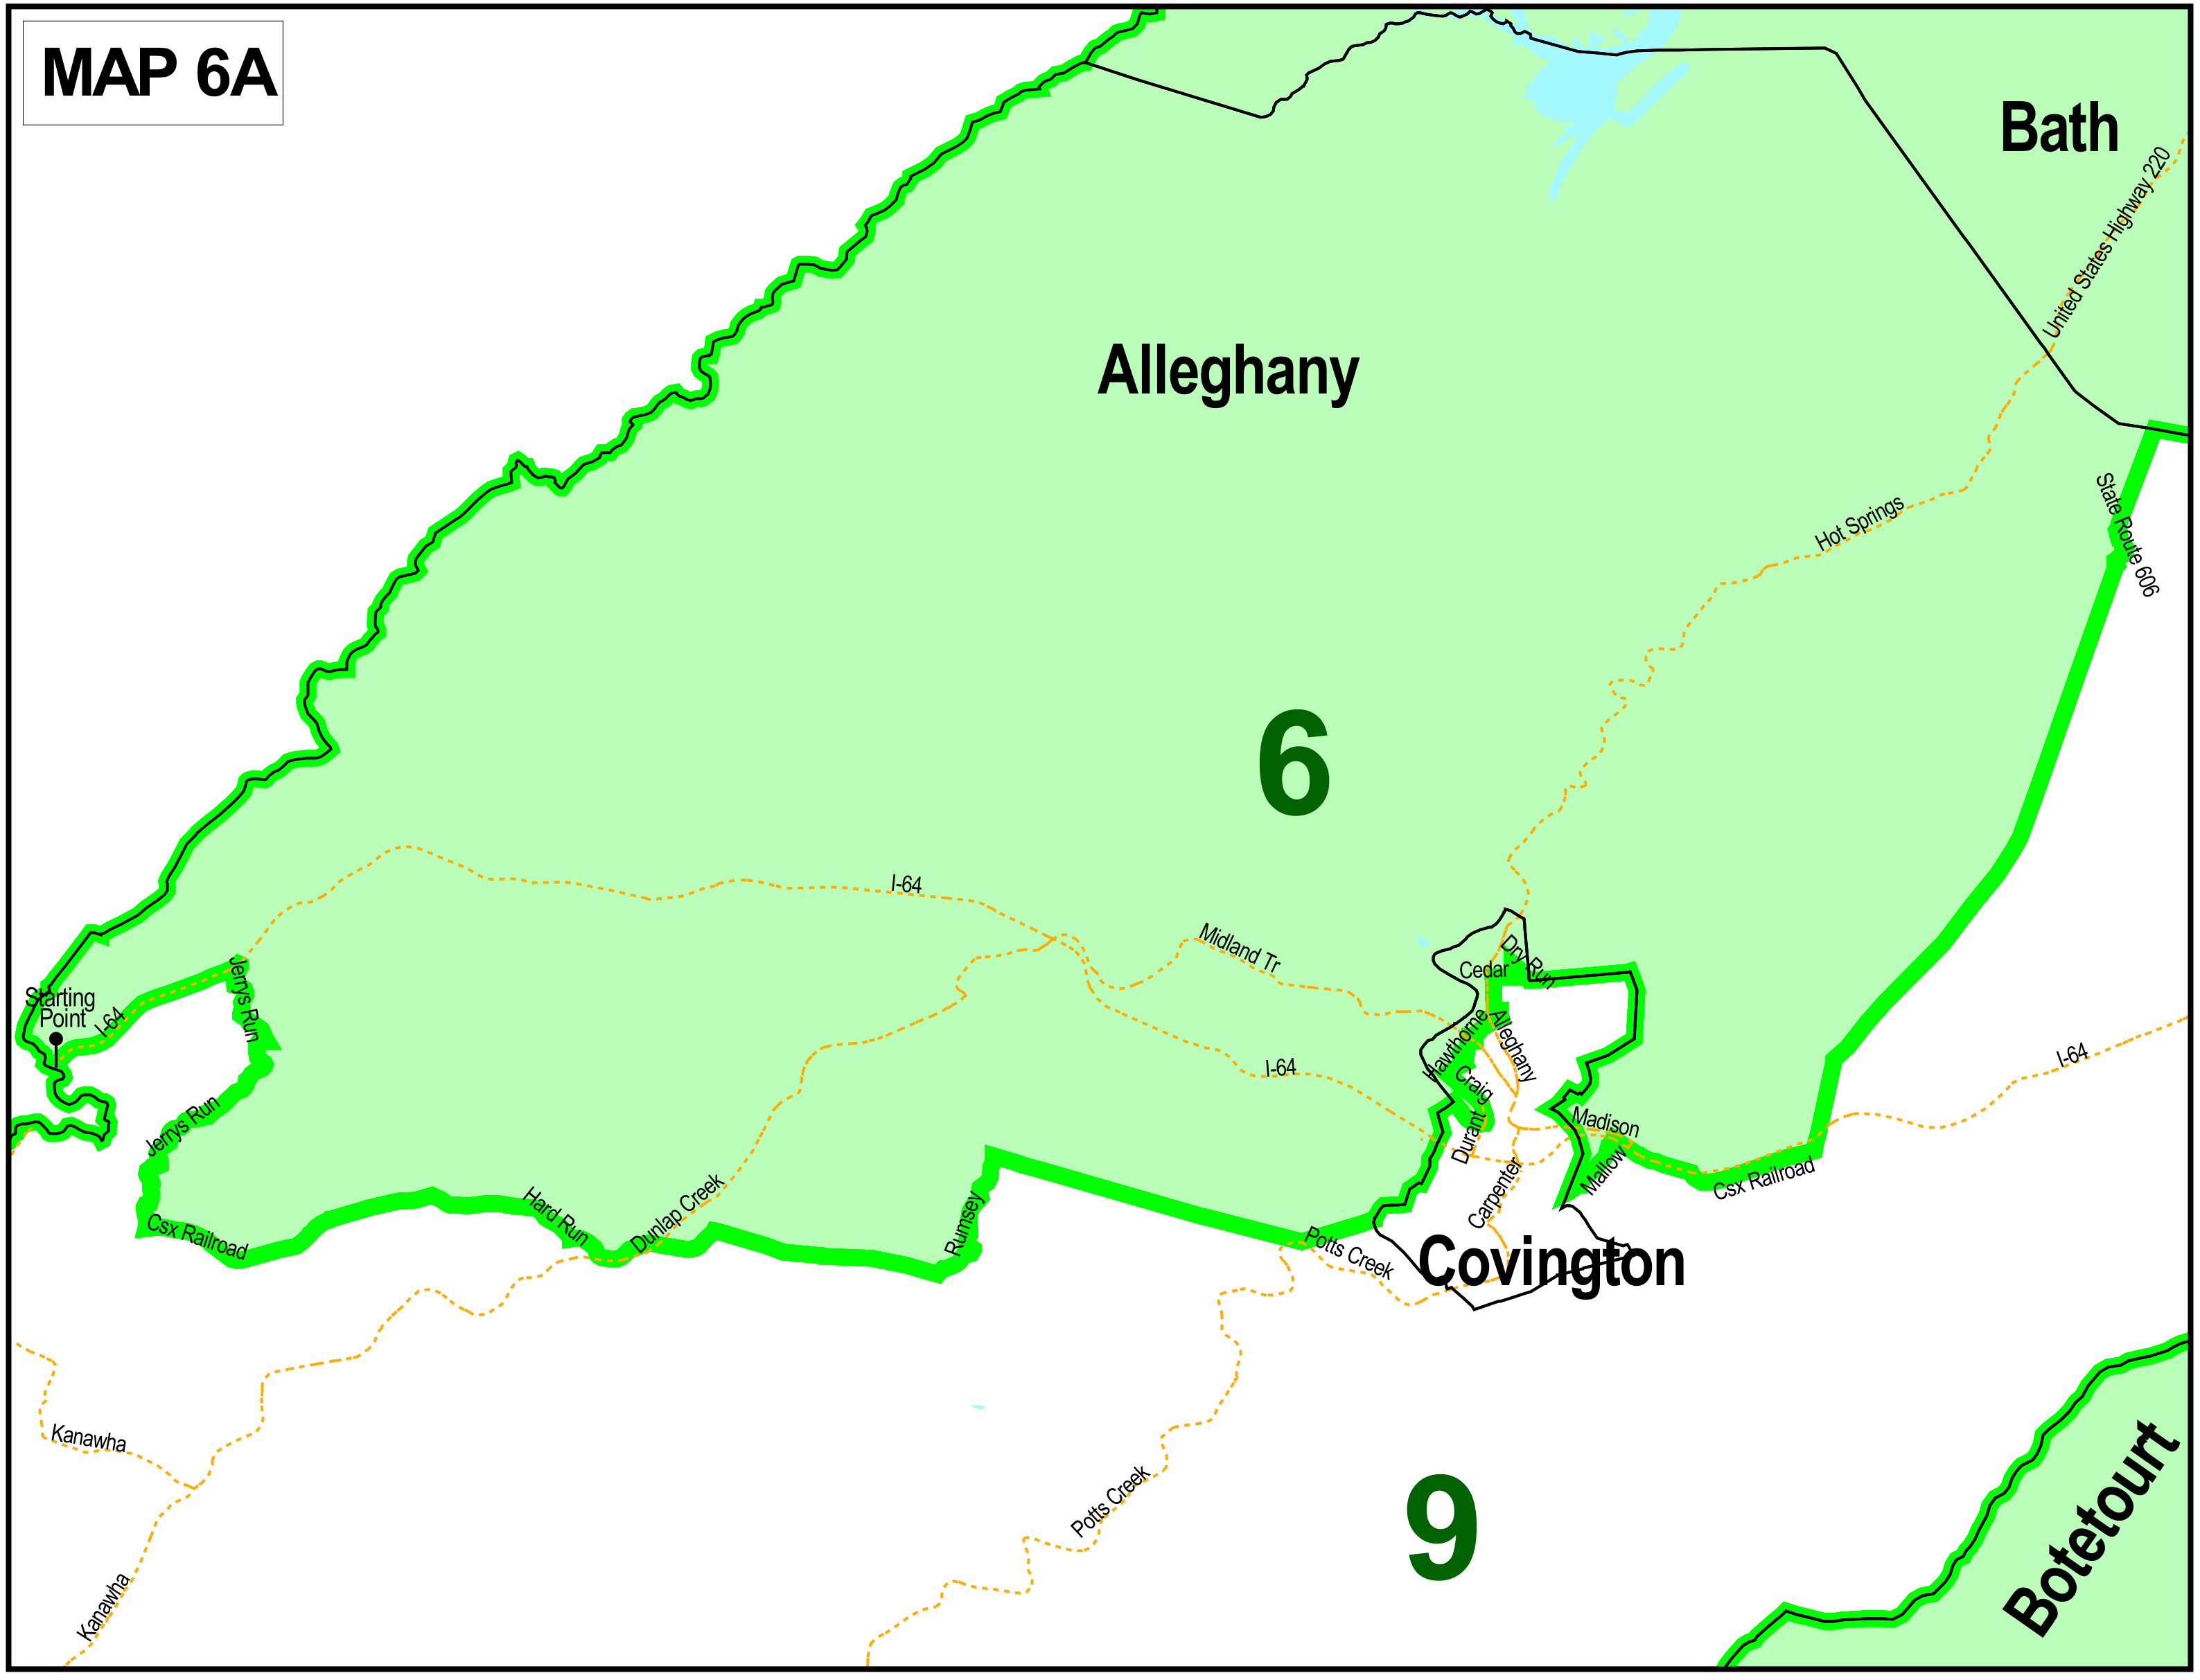 MAP 6A
Bath
United States Highway 220
Alleghany
State Route 606
Hot Springs
6
I-64
Midland Tr
Dry Run
Cedar
Jerrys Run
Starting
Point
I-64
Hawthorne
Alleghany
I-64
I-64
Craig
Jerrys Run
Durant
Madison
Mallow
Csx Railroad
Carpenter
Hard Run
Dunlap Creek
Rumsey
Csx Railroad
Potts Creek
Covington
Kanawha
Potts Creek
9
Botetourt
Kanawha